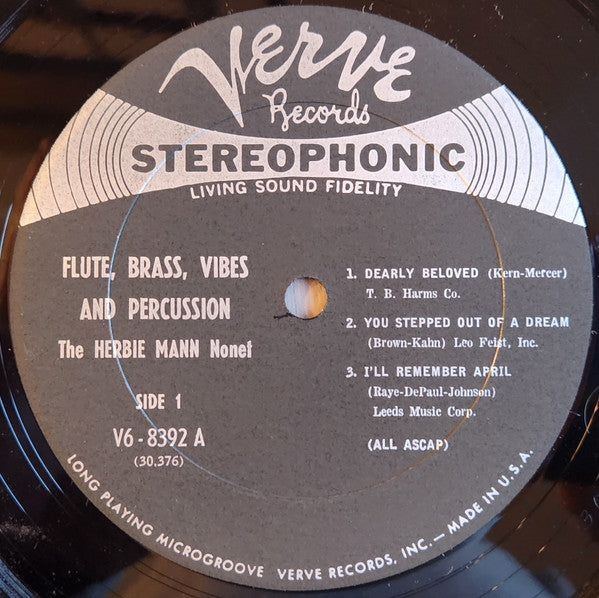 Verve
Records
STEREOPHONIC
LIVING SOUND FIDELITY
FLUTE, BRASS, VIBES
AND PERCUSSION
The HERBIE MANN Nonet
SIDE 1
V6-8392 A
(30,376)
1. DEARLY BELOVED (Kern-Mercer)
T. B. Harms Co.
2. YOU STEPPED OUT OF A DREAM
(Brown-Kahn) Leo Feist, Inc.
3. I'LL REMEMBER APRIL
(Raye-DePaul-Johnson)
Leeds Music Corp.
(ALL ASCAP)
LONG PLAYING MICROGROOVE VERVE RECORDS, INC.—MADE IN U.S.A.